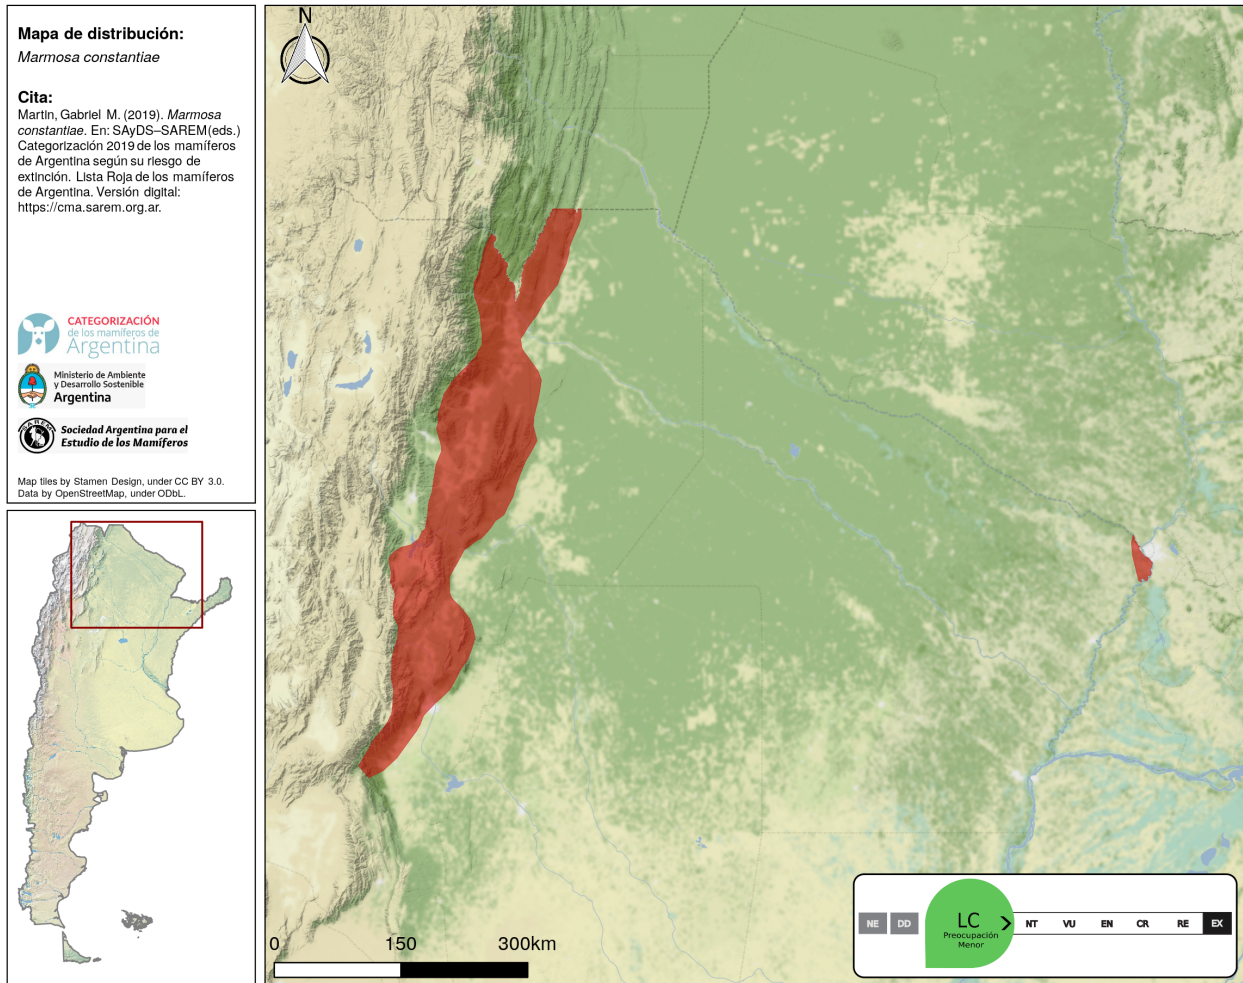 Mapa de distribución:
Marmosa constantiae
Cita:
Martin, Gabriel M. (2019). Marmosa
constantiae. En: SAyDS–SAREM (eds.)
Categorización 2019 de los mamíferos
de Argentina según su riesgo de
extinción. Lista Roja de los mamíferos
de Argentina. Versión digital:
https://cma.sarem.org.ar.
CATEGORIZACIÓN
de los mamíferos de
Argentina
Ministerio de Ambiente
y Desarrollo Sostenible
Argentina
SAREM
Sociedad Argentina para el
Estudio de los Mamíferos
Map tiles by Stamen Design, under CC BY 3.0.
Data by OpenStreetMap, under ODbL.
N
0 150 300km
NE DD LC NT VU EN CR RE EX
Preocupación
Menor